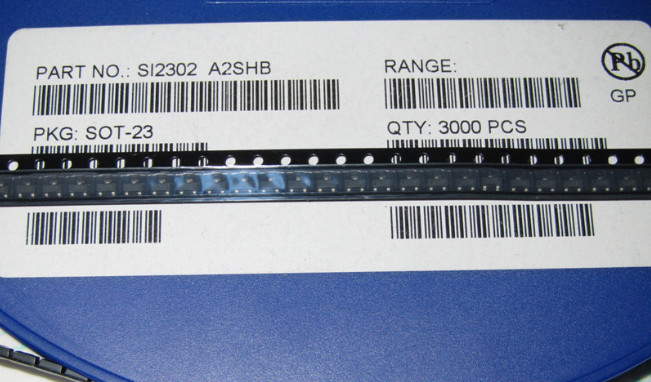 PART NO.: SI2302 A2SHB
RANGE:
Pb
GP
PKG: SOT-23
QTY: 3000 PCS